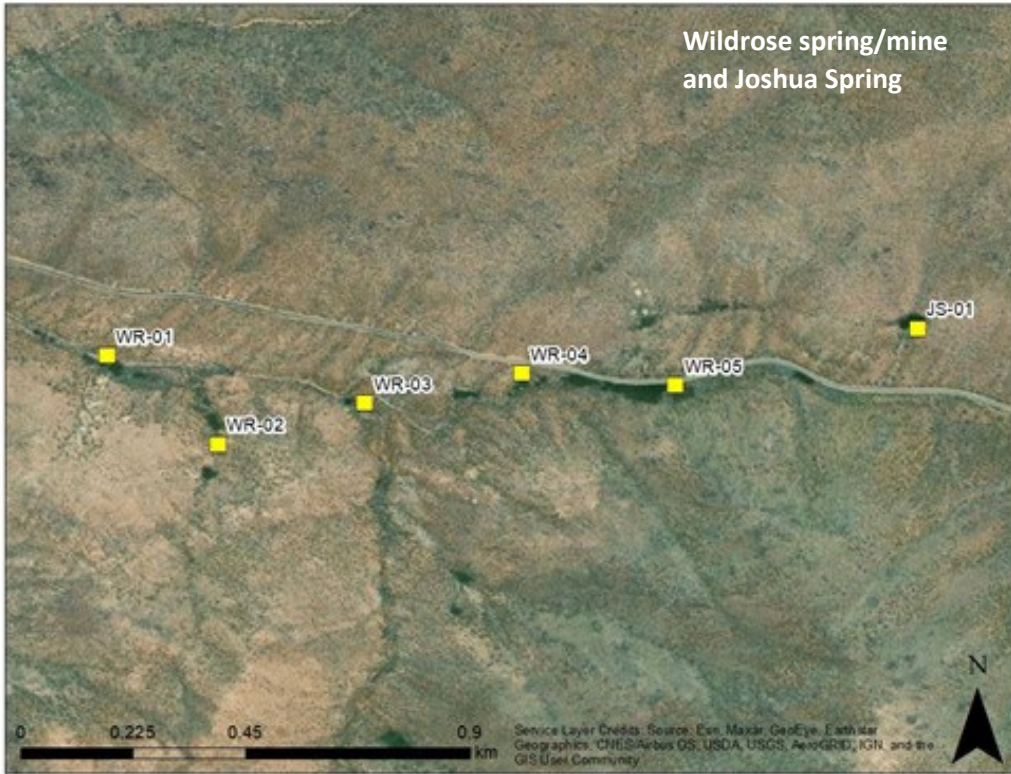 Wildrose spring/mine
and Joshua Spring
JS-01
WR-01
WR-04
WR-05
WR-03
WR-02
N
0 0.225 0.45 0.9
km
Service Layer Credits: Source: Esri, Maxar, GeoEye, Earthstar
Geographics, CNES/Airbus DS, USDA, USGS, AeroGRID, IGN, and the
GIS User Community